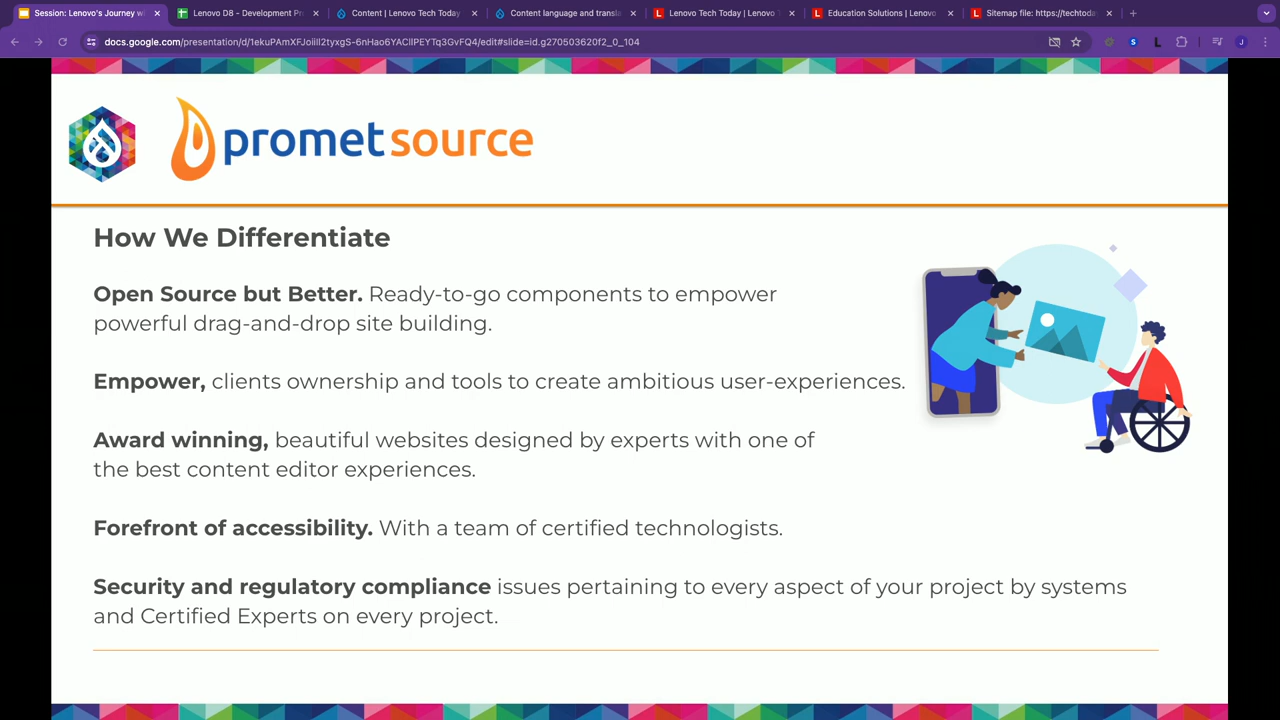 Session: Lenovo's Journey w
Lenovo D8 - Development Pr
Content | Lenovo Tech Today
Content language and transla
Lenovo Tech Today | Lenovo
Education Solutions | Lenovo
Sitemap file: https://techtoda
docs.google.com/presentation/d/1ekuPAmXFJoiill2tyxgS-6nHao6YACllPEYTq3GvFQ4/edit#slide=id.g270503620f2_0_104
prometsource
How We Differentiate
Open Source but Better. Ready-to-go components to empower
powerful drag-and-drop site building.
Empower, clients ownership and tools to create ambitious user-experiences.
Award winning, beautiful websites designed by experts with one of
the best content editor experiences.
Forefront of accessibility. With a team of certified technologists.
Security and regulatory compliance issues pertaining to every aspect of your project by systems
and Certified Experts on every project.